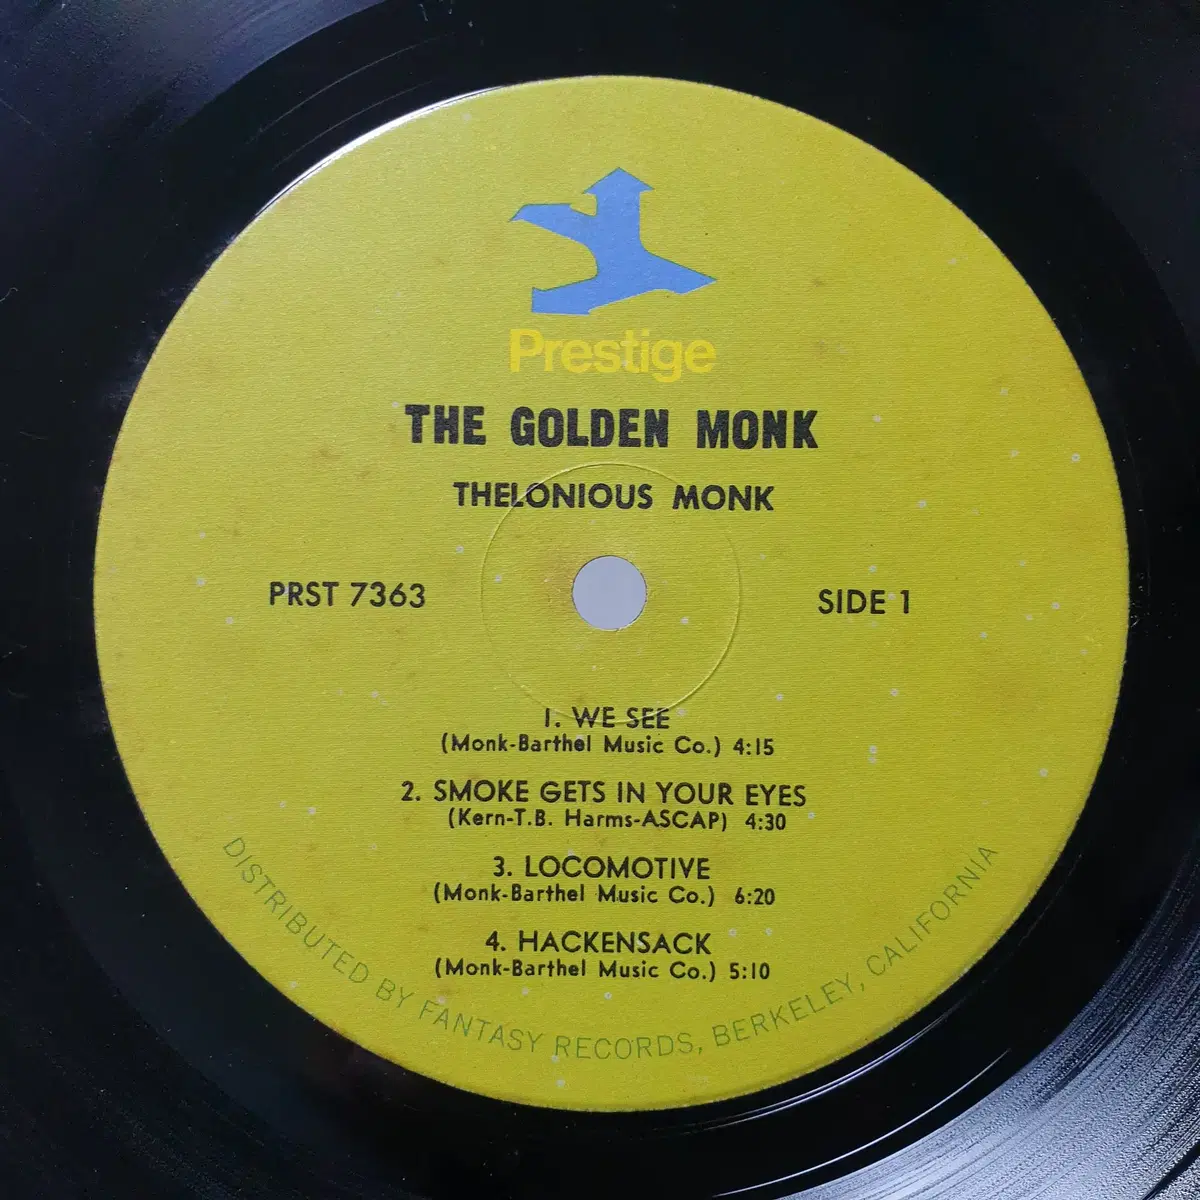 Prestige
THE GOLDEN MONK
THELONIOUS MONK
PRST 7363
SIDE 1
1. WE SEE
(Monk-Barthel Music Co.) 4:15
2. SMOKE GETS IN YOUR EYES
(Kern-T.B. Harms-ASCAP) 4:30
3. LOCOMOTIVE
(Monk-Barthel Music Co.) 6:20
4. HACKENSACK
(Monk-Barthel Music Co.) 5:10
DISTRIBUTED BY FANTASY RECORDS, BERKELEY, CALIFORNIA